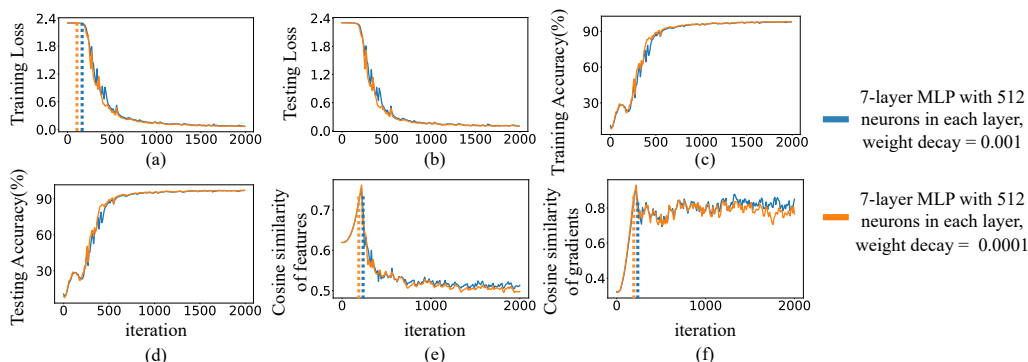 2.4
1.8
1.2
0.6
0.0
Training Loss
0 500 1000 1500 2000
(a)
2.4
1.8
1.2
0.6
0.0
Testing Loss
0 500 1000 1500 2000
(b)
90
60
30
Training Accuracy(%)
0 500 1000 1500 2000
(c)
7-layer MLP with 512
neurons in each layer,
weight decay = 0.001
90
60
30
Testing Accuracy(%)
0 500 1000 1500 2000
iteration
(d)
0.7
0.6
0.5
Cosine similarity
of features
0 500 1000 1500 2000
iteration
(e)
0.8
0.6
0.4
Cosine similarity
of gradients
0 1000 1500 2000
iteration
(f)
7-layer MLP with 512
neurons in each layer,
weight decay = 0.0001